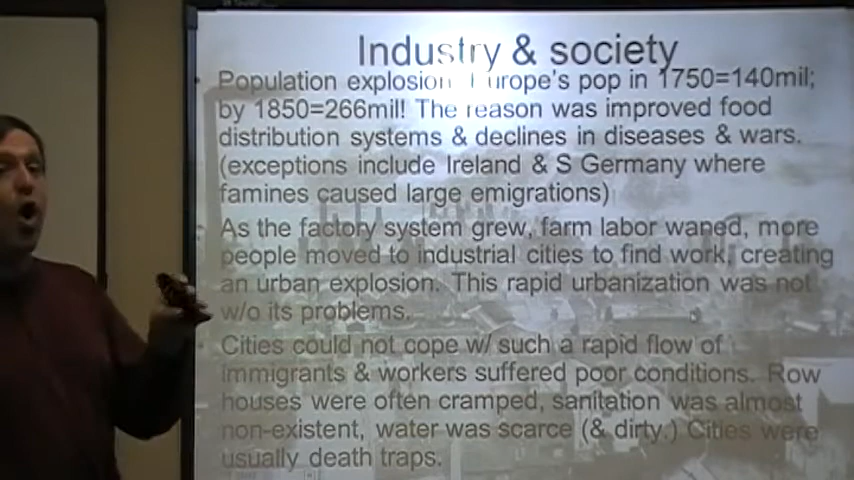 Industry & society
Population explosion Europe's pop in 1750=140mil;
by 1850=266mil! The reason was improved food
distribution systems & declines in diseases & wars.
(exceptions include Ireland & S Germany where
famines caused large emigrations)
As the factory system grew, farm labor waned, more
people moved to industrial cities to find work, creating
an urban explosion. This rapid urbanization was not
w/o its problems.
Cities could not cope w/ such a rapid flow of
immigrants & workers suffered poor conditions. Row
houses were often cramped, sanitation was almost
non-existent, water was scarce (& dirty.) Cities were
usually death traps.